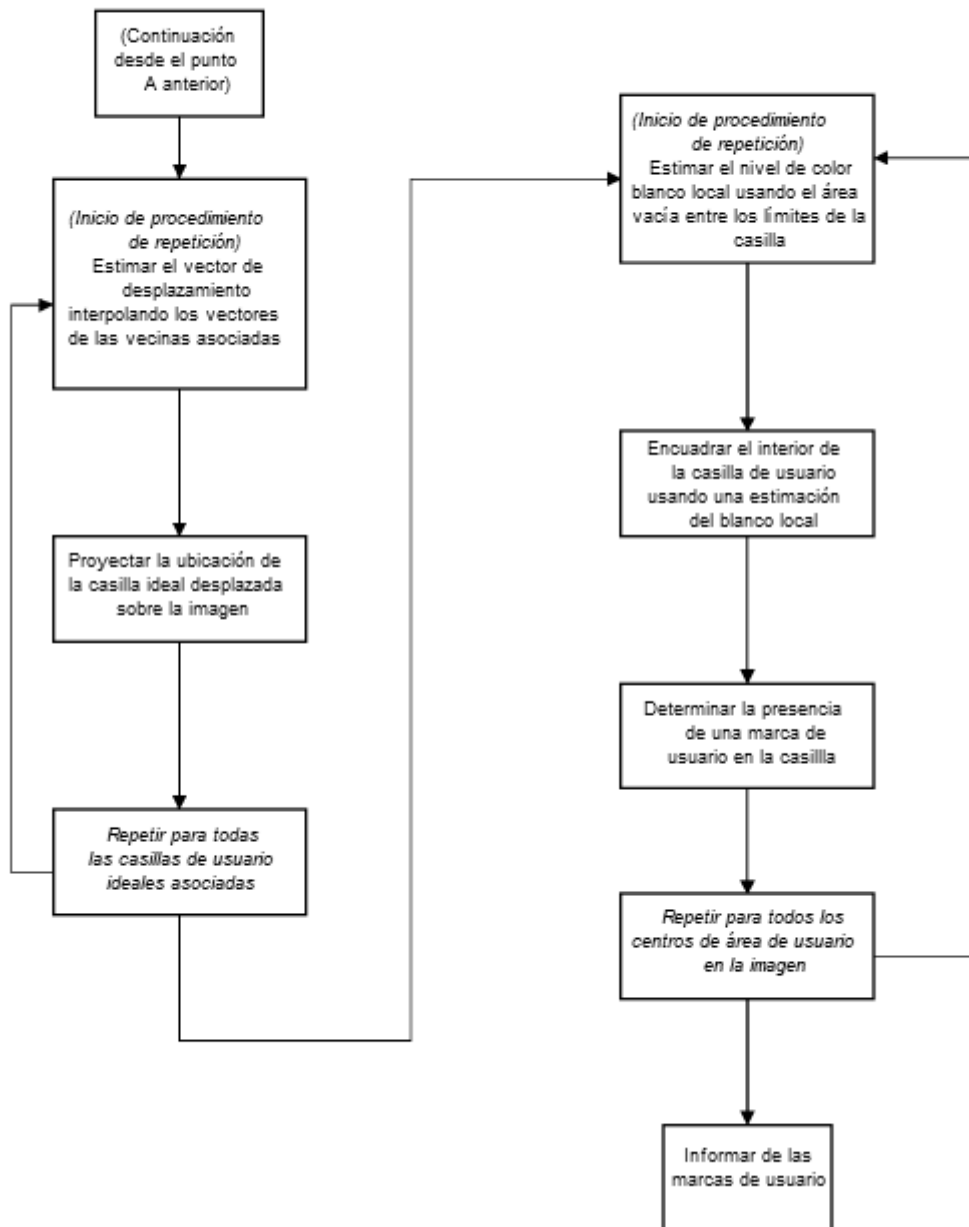 (Continuación
desde el punto
A anterior)
(Inicio de procedimiento
de repetición)
Estimar el vector de
desplazamiento
interpolando los vectores
de las vecinas asociadas
Proyectar la ubicación de
la casilla ideal desplazada
sobre la imagen
Repetir para todas
las casillas de usuario
ideales asociadas
(Inicio de procedimiento
de repetición)
Estimar el nivel de color
blanco local usando el área
vacía entre los límites de la
casilla
Encuadrar el interior de
la casilla de usuario
usando una estimación
del blanco local
Determinar la presencia
de una marca de
usuario en la casillla
Repetir para todos los
centros de área de usuario
en la imagen
Informar de las
marcas de usuario